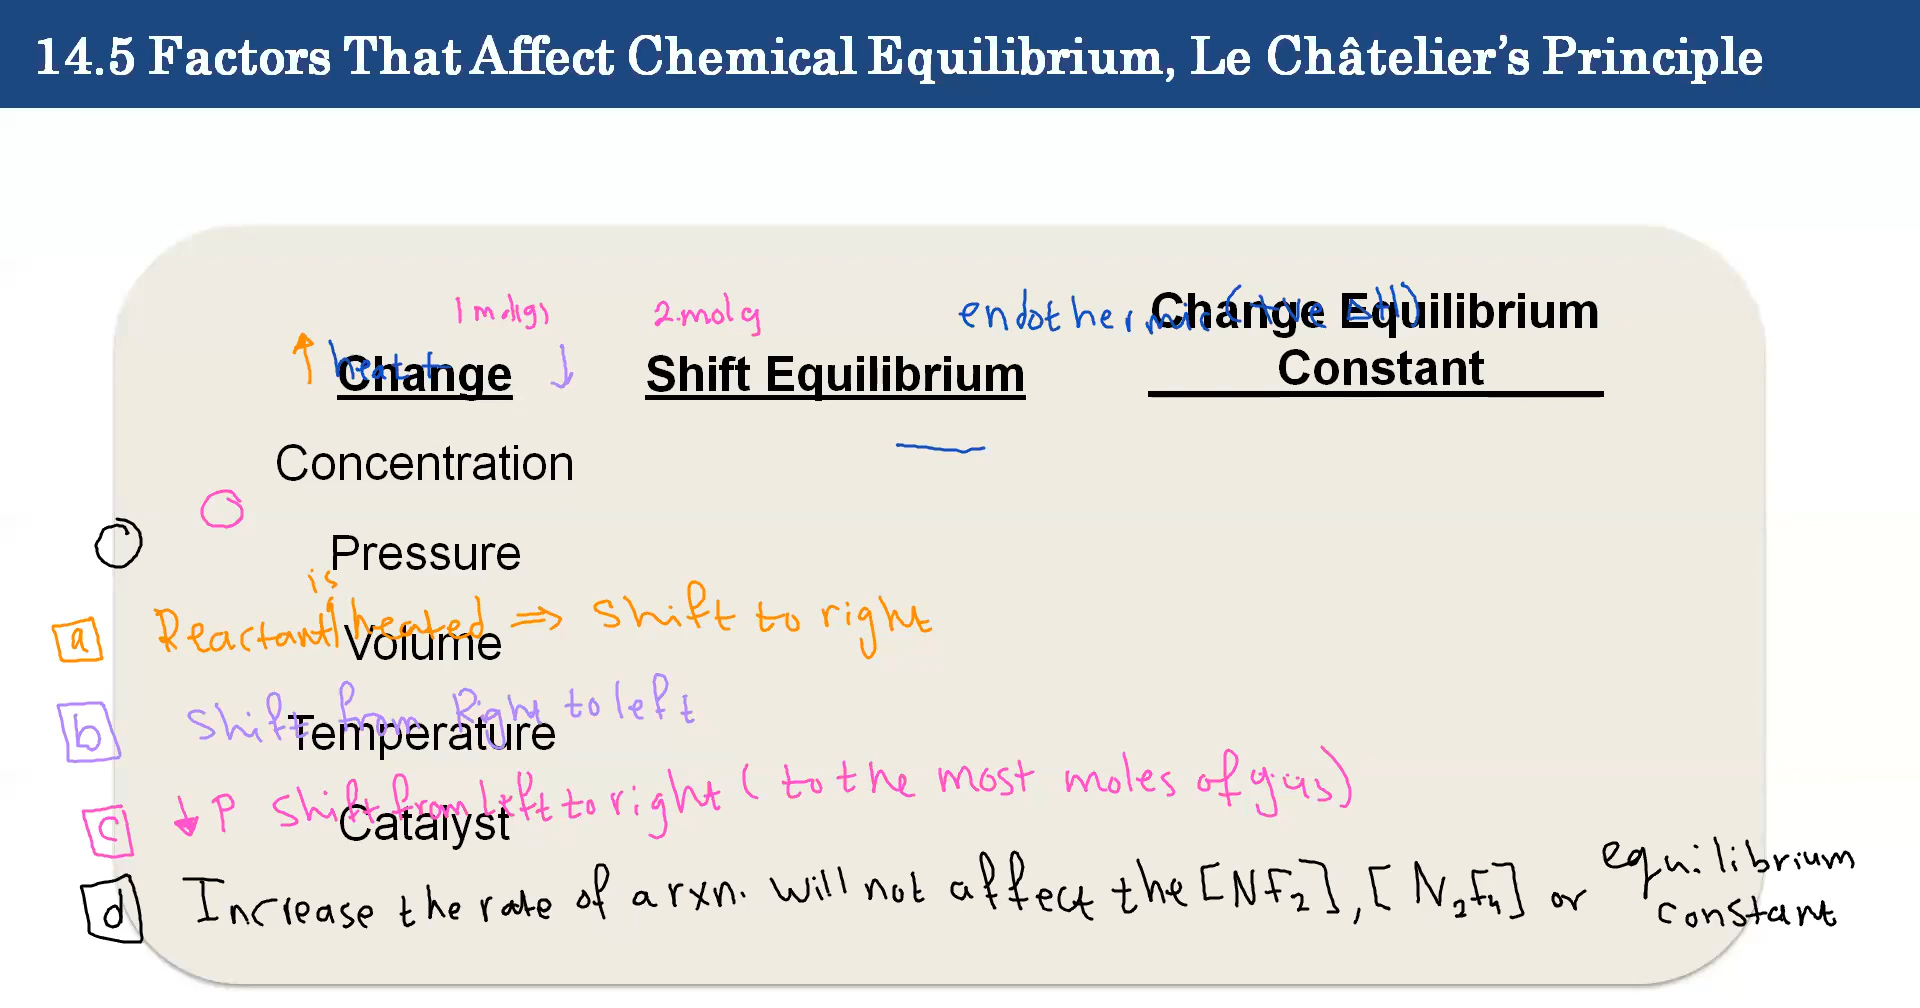 14.5 Factors That Affect Chemical Equilibrium, Le Châtelier's Principle
1 mol(g) 2 mol g endothermic (+ve ΔH)
Change Equilibrium
↑ heat + ↓
Change Shift Equilibrium Constant
Concentration
Pressure
is
a Reactant heated ⇒ Shift to right
Volume
b Shift from Right to left
Temperature
c ↓ P Shift from left to right (to the most moles of gas)
Catalyst
d Increase the rate of a rxn. will not affect the [NF₂], [N₂F₄] or equilibrium
constant